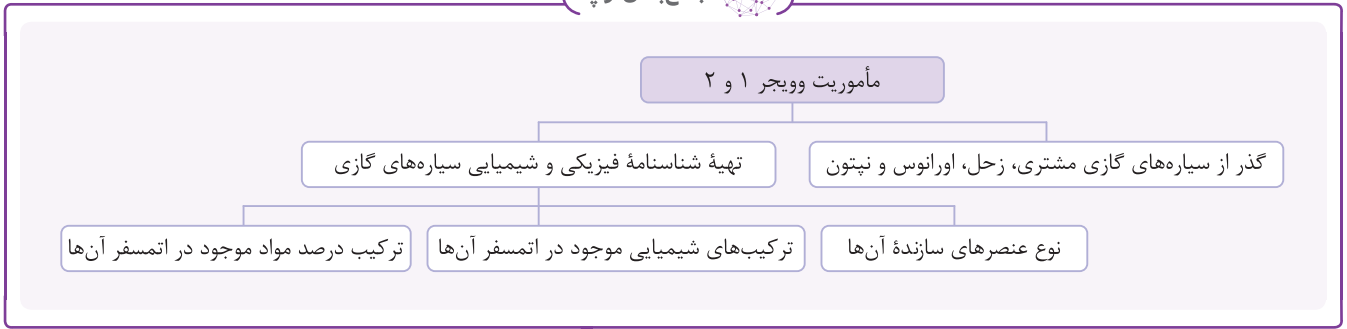 مأموریت وویجر ۱ و ۲
گذر از سیاره‌های گازی مشتری، زحل، اورانوس و نپتون
تهیهٔ شناسنامهٔ فیزیکی و شیمیایی سیاره‌های گازی
نوع عنصرهای سازندهٔ آن‌ها
ترکیب‌های شیمیایی موجود در اتمسفر آن‌ها
ترکیب درصد مواد موجود در اتمسفر آن‌ها